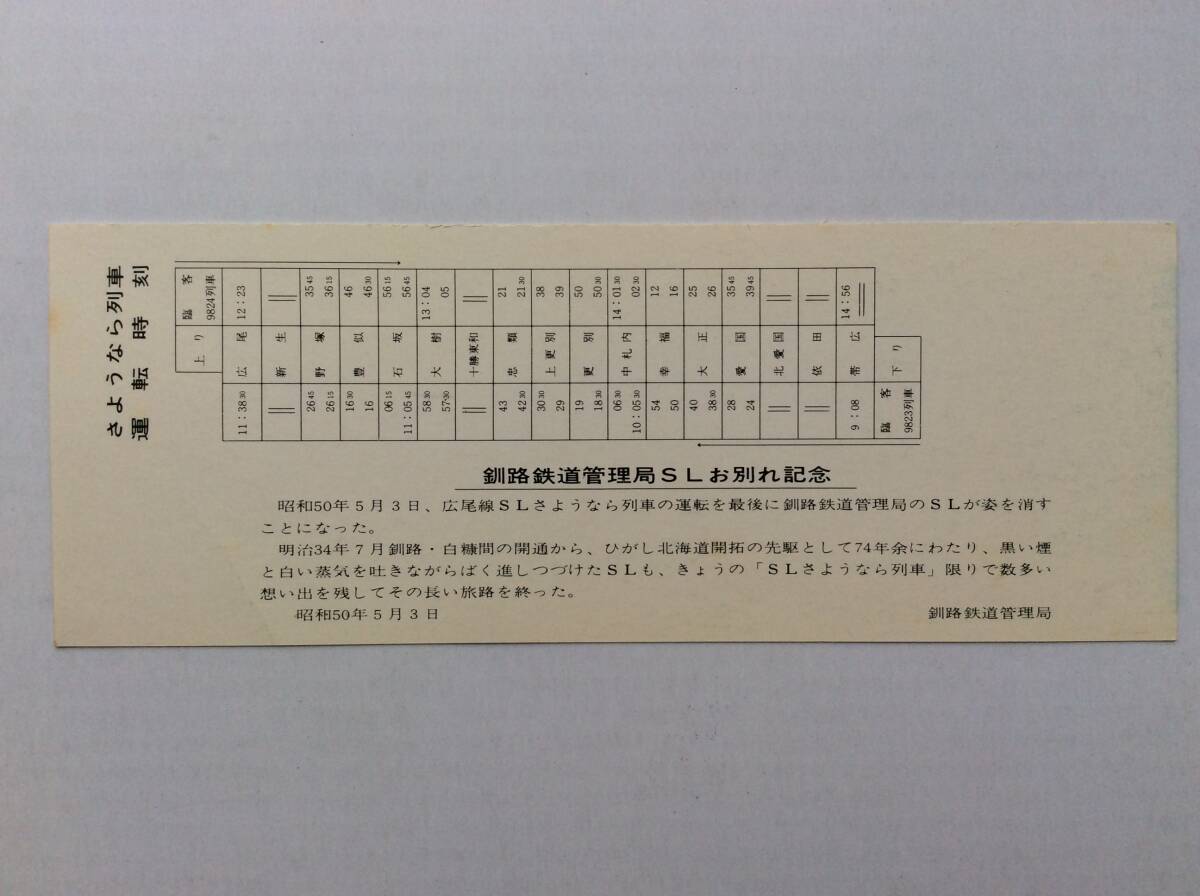 さようなら列車
運転時刻
上り 臨客
9824列車
11:38 30 広尾 12:23
|| 新生 ||
26 45 野塚 35 45
26 15 36 15
16 30 豊似 46
16 46 30
06 15 石坂 56 15
11:05 45 56 45
58 30 大樹 13:04
57 30 05
|| 十勝東和 ||
43 忠類 21
42 30 21 30
30 30 上更別 38
29 39
19 更別 50
18 30 50 30
06 30 中札内 14:01 30
10:05 30 02 30
54 幸福 12
50 16
40 大正 25
38 30 26
28 愛国 35 45
24 39 45
|| 北愛国 ||
|| 依田 ||
9:08 帯広 14:56
臨客 下り
9823列車
釧路鉄道管理局SLお別れ記念
昭和50年5月3日、広尾線SLさようなら列車の運転を最後に釧路鉄道管理局のSLが姿を消す
ことになった。
明治34年7月釧路・白糠間の開通から、ひがし北海道開拓の先駆として74年余にわたり、黒い煙
と白い蒸気を吐きながらばく進しつづけたSLも、きょうの「SLさようなら列車」限りで数多い
想い出を残してその長い旅路を終った。
昭和50年5月3日 釧路鉄道管理局